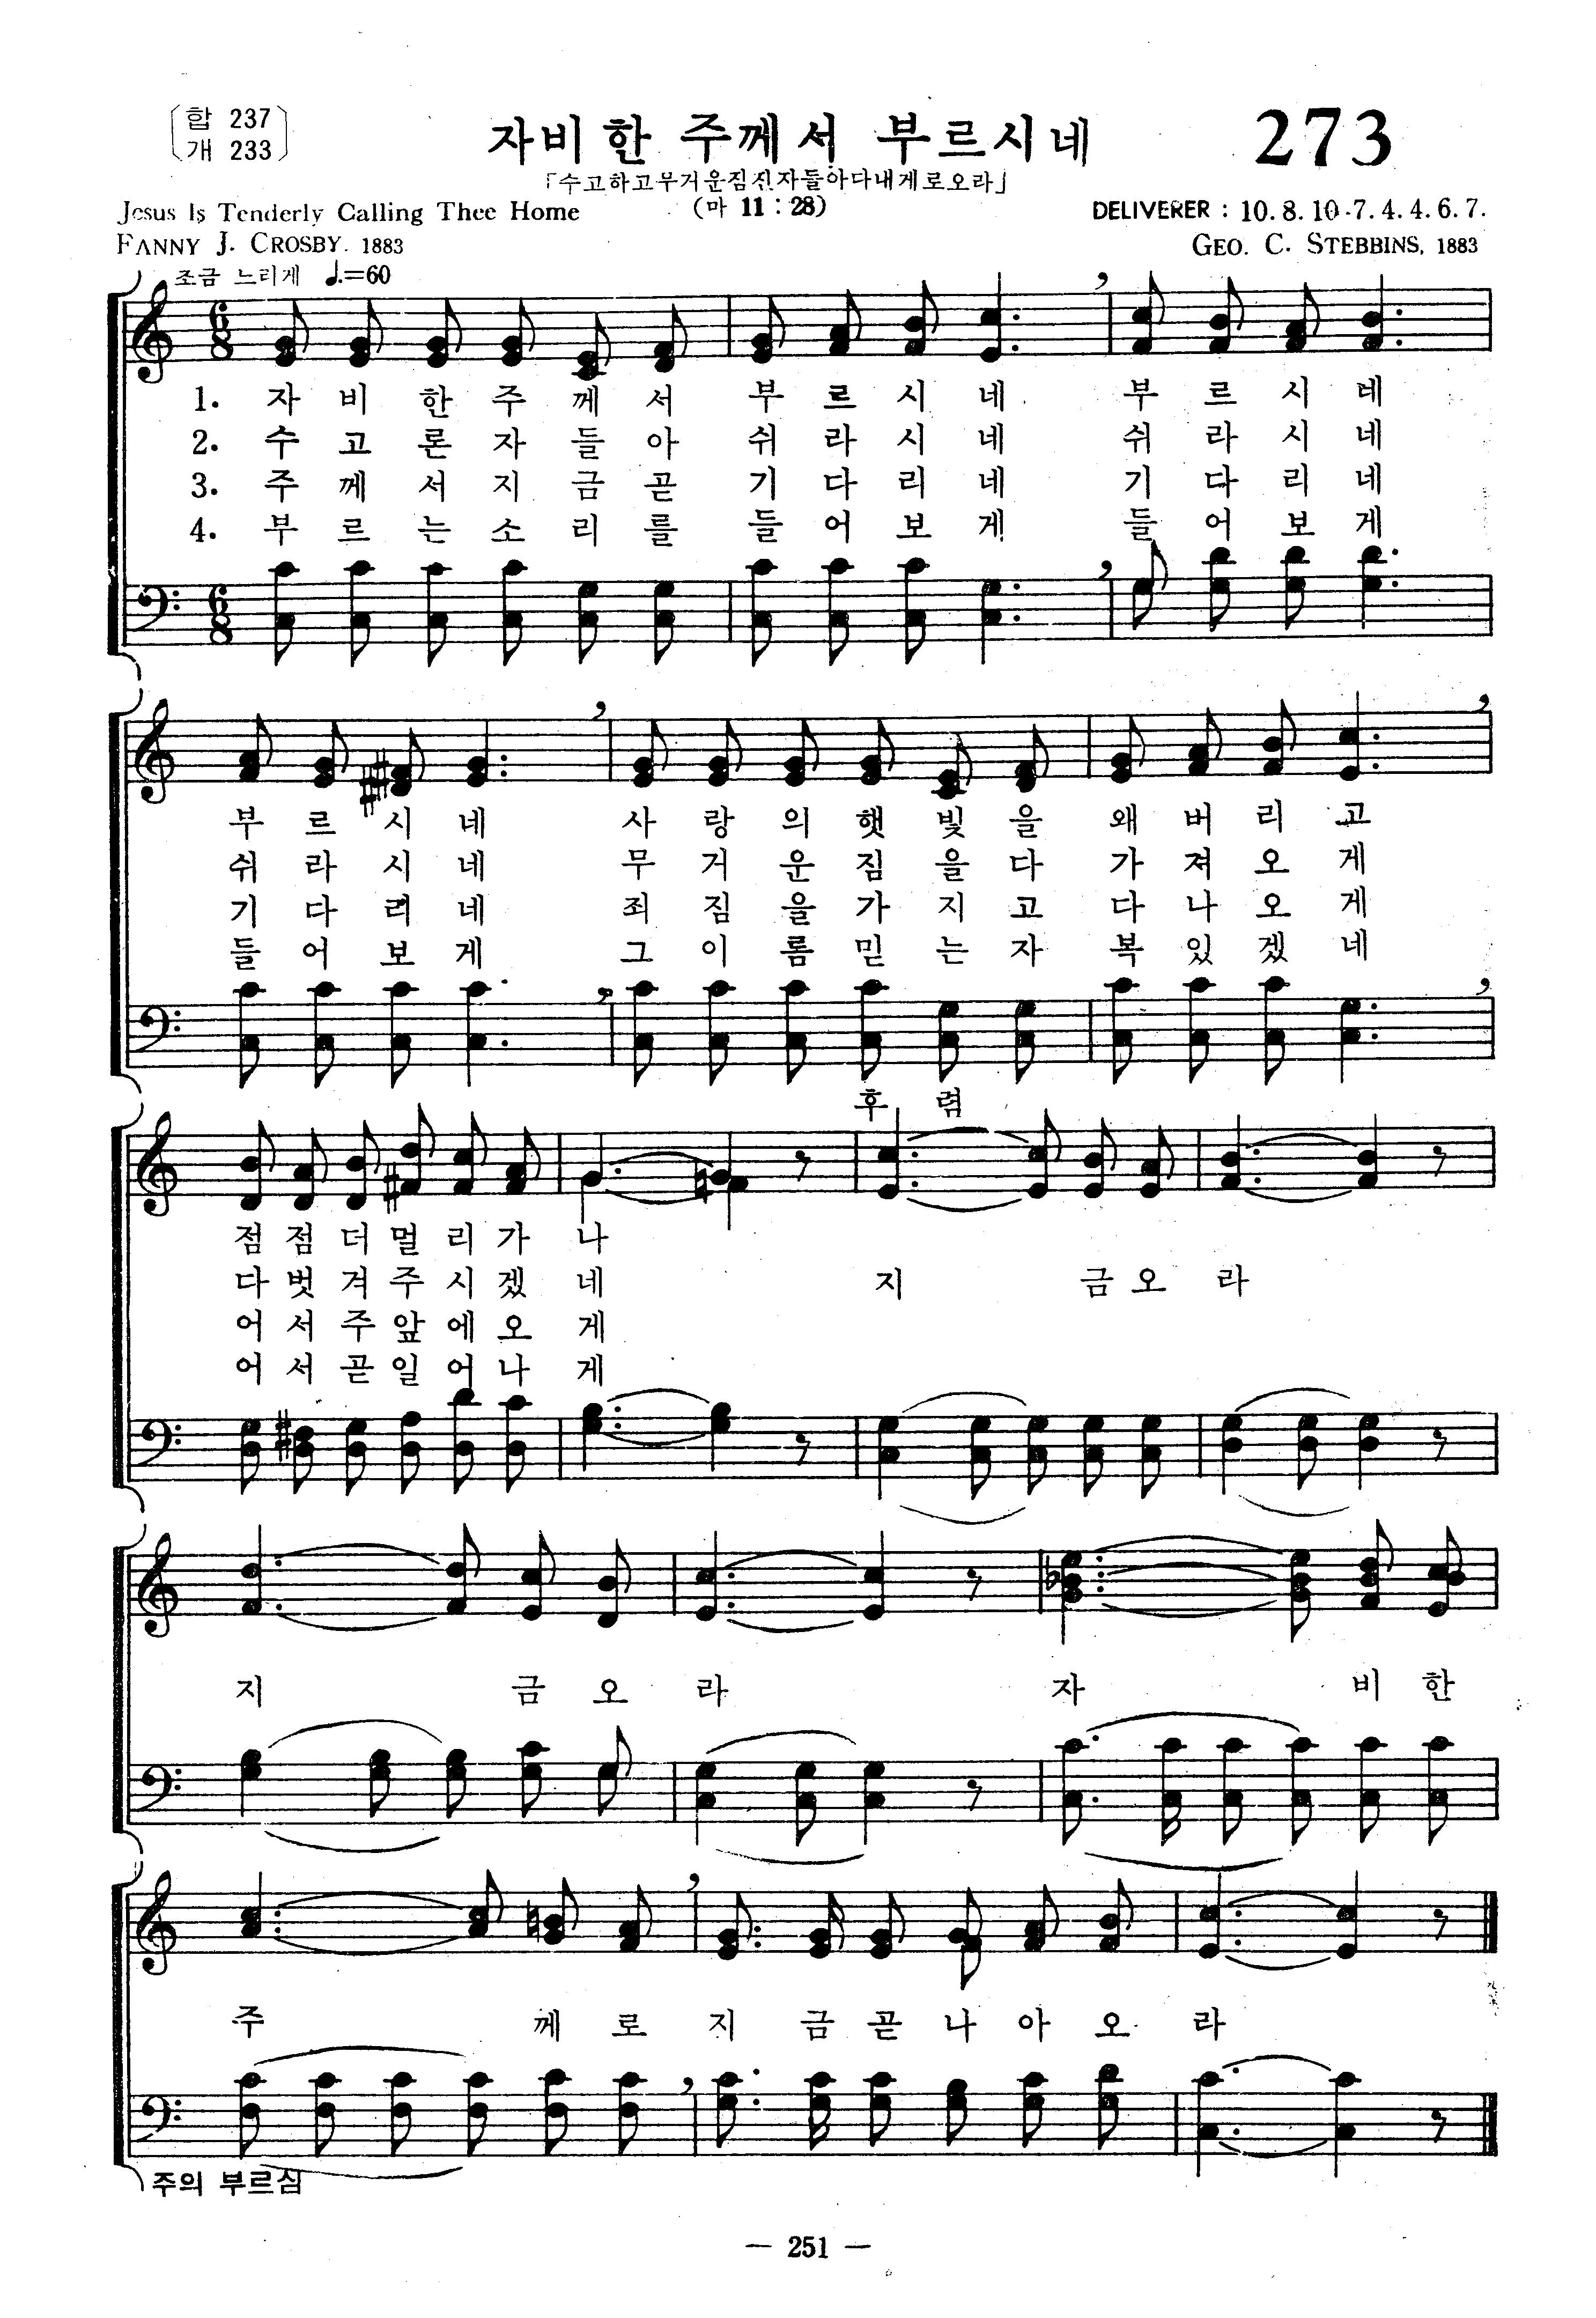 합 237
개 233
자비한 주께서 부르시네
273
「수고하고무거운짐진자들아다내게로오라」
(마 11 : 28)
Jesus Is Tenderly Calling Thee Home
FANNY J. CROSBY. 1883
DELIVERER : 10. 8. 10. 7. 4. 4. 6. 7.
GEO. C. STEBBINS, 1883
조금 느리게 ♩.=60
1. 자 비 한 주 께 서 부 르 시 네 부 르 시 네
2. 수 고 론 자 들 아 쉬 라 시 네 쉬 라 시 네
3. 주 께 서 지 금 곧 기 다 리 네 기 다 리 네
4. 부 르 는 소 리 를 들 어 보 게 들 어 보 게
부 르 시 네 사 랑 의 햇 빛 을 왜 버 리 고
쉬 라 시 네 무 거 운 짐 을 다 가 져 오 게
기 다 리 네 죄 짐 을 가 지 고 다 나 오 게
들 어 보 게 그 이 름 믿 는 자 복 있 겠 네
후 렴
점 점 더 멀 리 가 나
다 벗 겨 주 시 겠 네 지 금 오 라
어 서 주 앞 에 오 게
어 서 곧 일 어 나 게
지 금 오 라 자 비 한
주 께 로 지 금 곧 나 아 오 라
주의 부르심
— 251 —